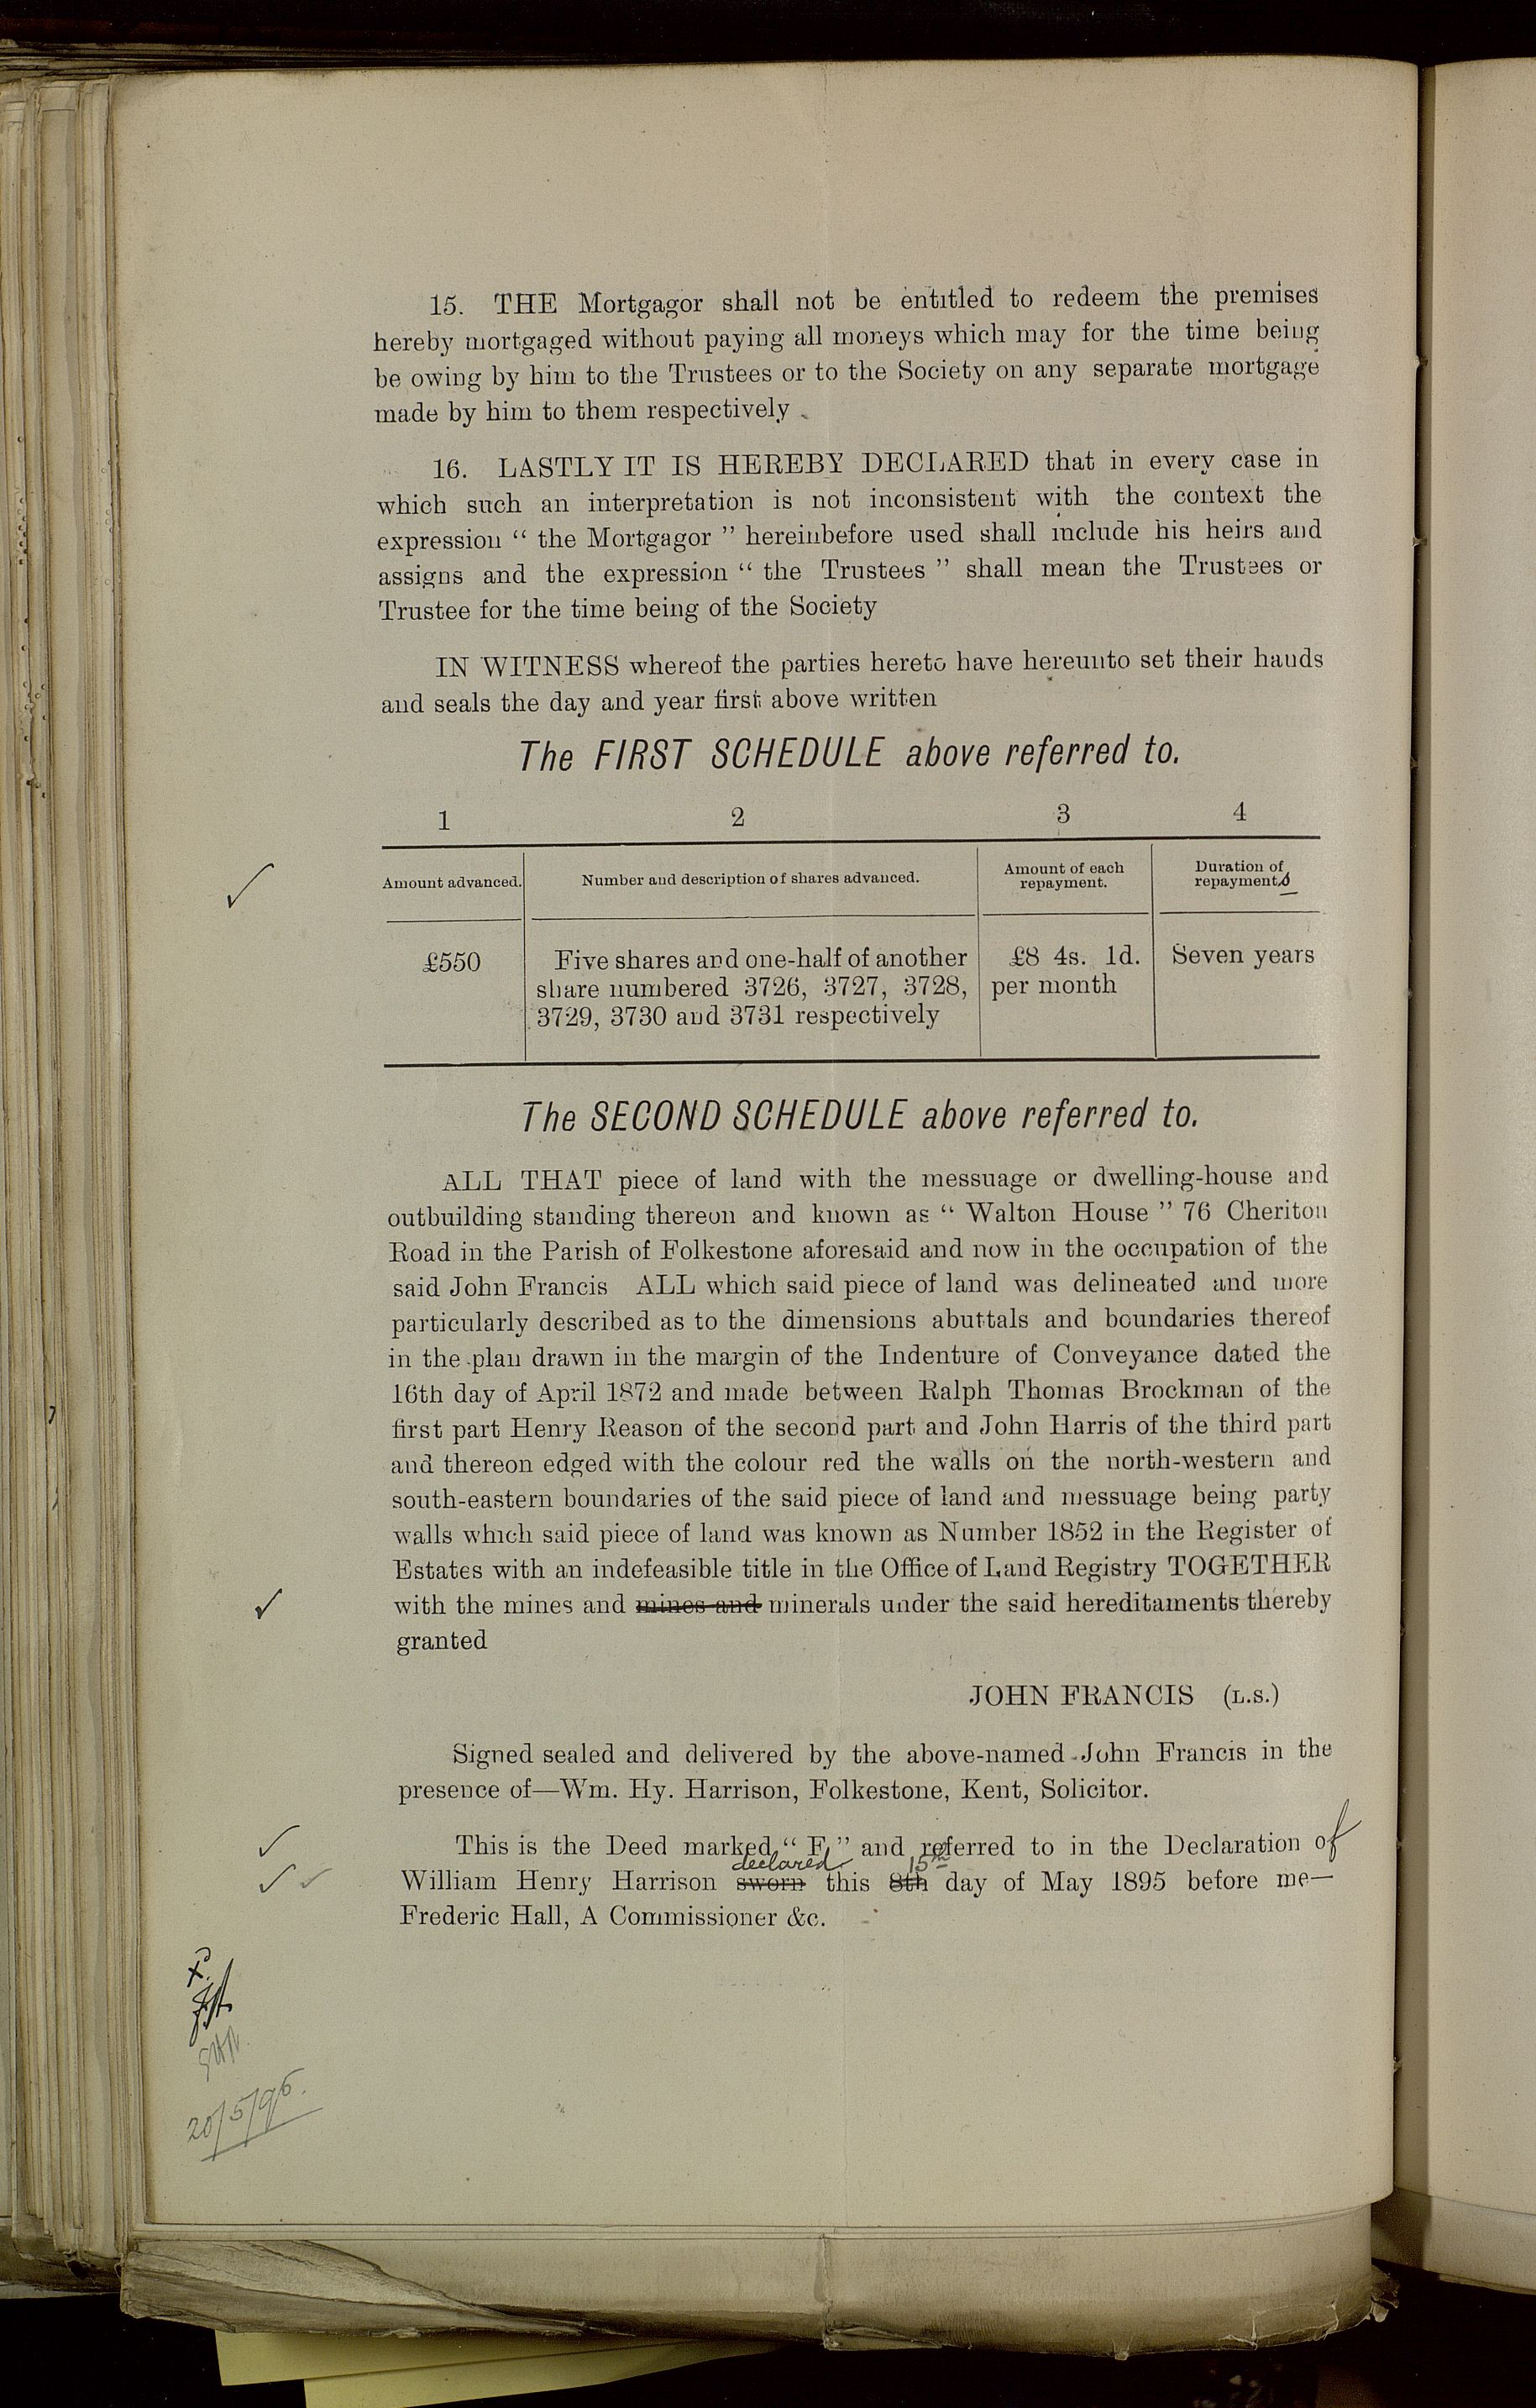 15. THE Mortgagor shall not be entitled to redeem the premises
hereby mortgaged without paying all moneys which may for the time being
be owing by him to the Trustees or to the Society on any separate mortgage
made by him to them respectively
16. LASTLY IT IS HEREBY DECLARED that in every case in
which such an interpretation is not inconsistent with the context the
expression “ the Mortgagor ” hereinbefore used shall include his heirs and
assigns and the expression “ the Trustees ” shall mean the Trustees or
Trustee for the time being of the Society
IN WITNESS whereof the parties hereto have hereunto set their hands
and seals the day and year first above written
The FIRST SCHEDULE above referred to.
1 2 3 4
Amount advanced. Number and description of shares advanced. Amount of each repayment. Duration of repayments
£550 Five shares and one-half of another £8 4s. 1d. Seven years
share numbered 3726, 3727, 3728, per month
3729, 3730 and 3731 respectively
The SECOND SCHEDULE above referred to.
ALL THAT piece of land with the messuage or dwelling-house and
outbuilding standing thereon and known as “ Walton House ” 76 Cheriton
Road in the Parish of Folkestone aforesaid and now in the occupation of the
said John Francis ALL which said piece of land was delineated and more
particularly described as to the dimensions abuttals and boundaries thereof
in the plan drawn in the margin of the Indenture of Conveyance dated the
16th day of April 1872 and made between Ralph Thomas Brockman of the
first part Henry Reason of the second part and John Harris of the third part
and thereon edged with the colour red the walls on the north-western and
south-eastern boundaries of the said piece of land and messuage being party
walls which said piece of land was known as Number 1852 in the Register of
Estates with an indefeasible title in the Office of Land Registry TOGETHER
with the mines and mines and minerals under the said hereditaments thereby
granted
JOHN FRANCIS (L.S.)
Signed sealed and delivered by the above-named John Francis in the
presence of—Wm. Hy. Harrison, Folkestone, Kent, Solicitor.
This is the Deed marked “ F ” and referred to in the Declaration of
declared 15th
William Henry Harrison sworn this 8th day of May 1895 before me—
Frederic Hall, A Commissioner &c.
20/5/95.